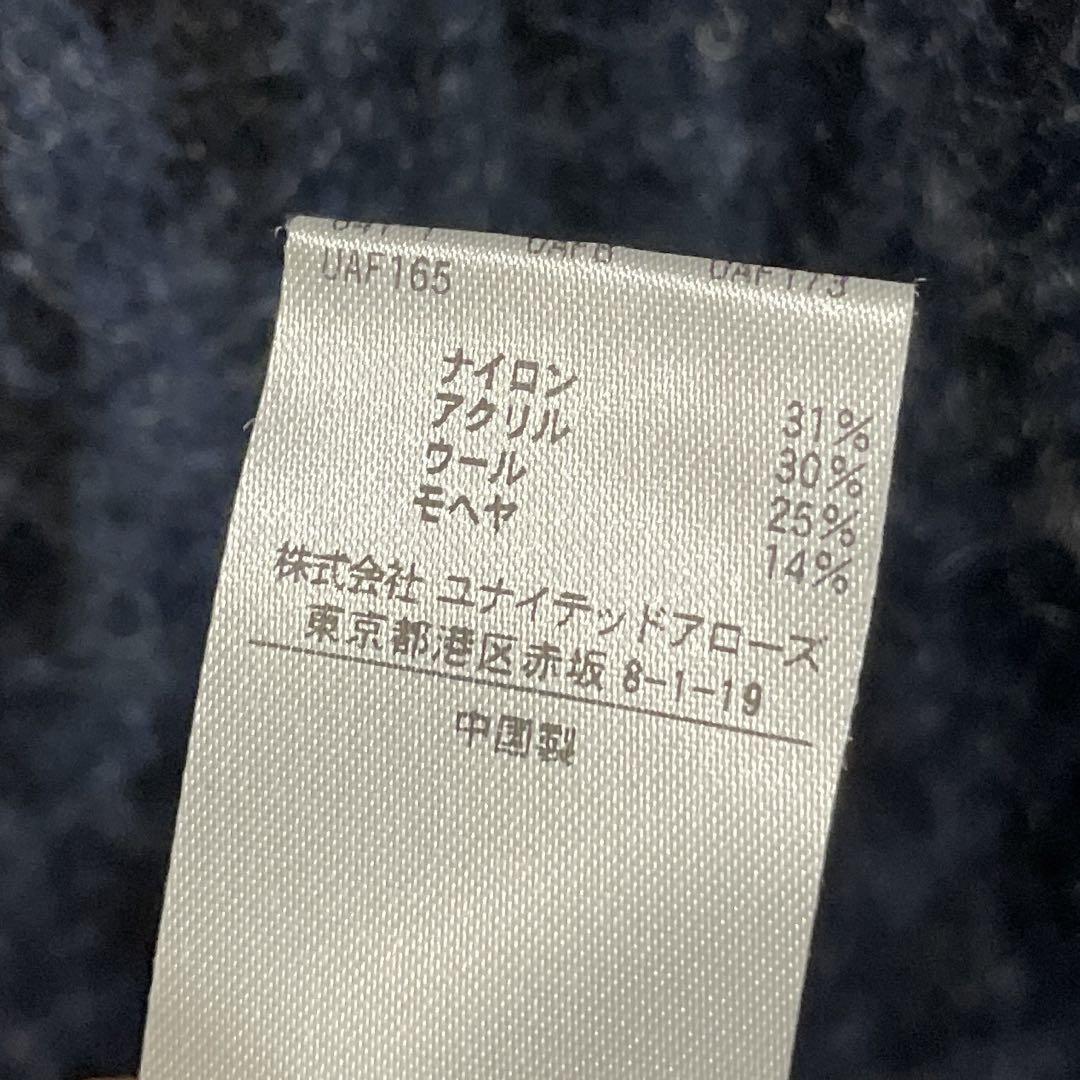 UAF173
UAF165
ナイロン 31%
アクリル 30%
ワール 25%
モヘヤ 14%
株式会社 ユナイテッドアローズ
東京都港区赤坂 8-1-19
中国製